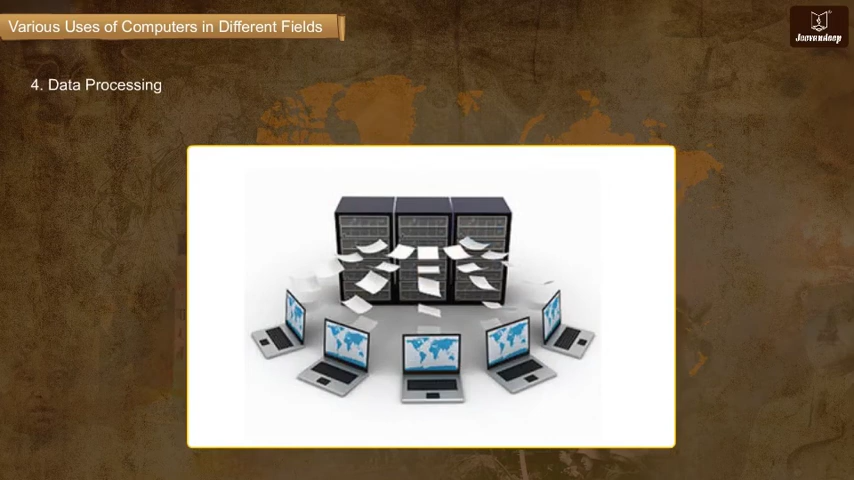 Various Uses of Computers in Different Fields
Jeevandeep
4. Data Processing